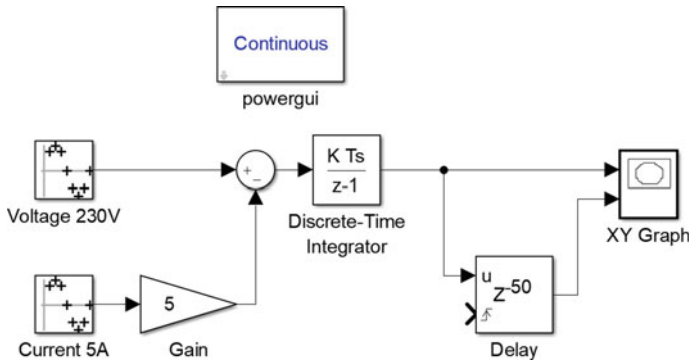 Continuous
powergui
+
−
K Ts
z-1
Voltage 230V
Discrete-Time
Integrator
XY Graph
5
u
z-50
Current 5A
Gain
Delay